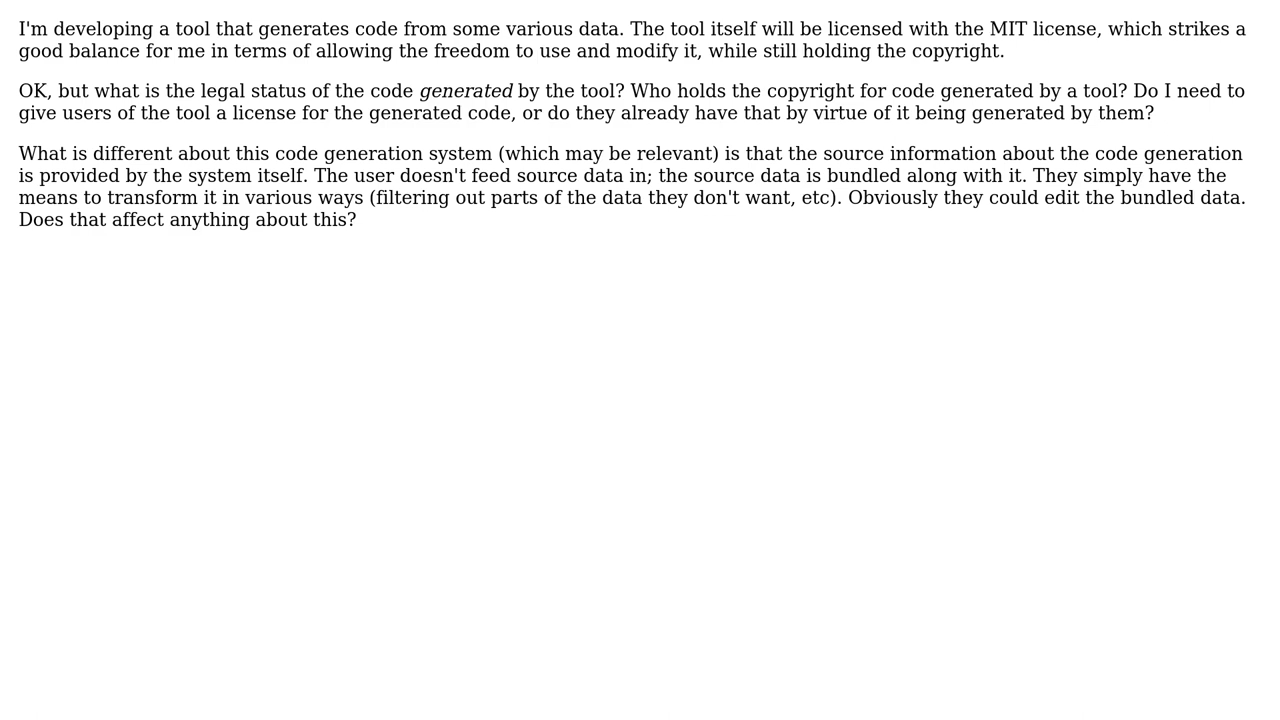 I'm developing a tool that generates code from some various data. The tool itself will be licensed with the MIT license, which strikes a
good balance for me in terms of allowing the freedom to use and modify it, while still holding the copyright.
OK, but what is the legal status of the code generated by the tool? Who holds the copyright for code generated by a tool? Do I need to
give users of the tool a license for the generated code, or do they already have that by virtue of it being generated by them?
What is different about this code generation system (which may be relevant) is that the source information about the code generation
is provided by the system itself. The user doesn't feed source data in; the source data is bundled along with it. They simply have the
means to transform it in various ways (filtering out parts of the data they don't want, etc). Obviously they could edit the bundled data.
Does that affect anything about this?